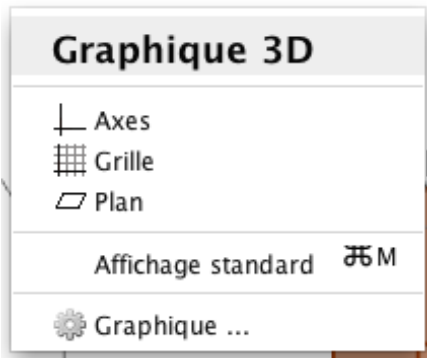 Graphique 3D
Axes
Grille
Plan
Affichage standard ⌘M
Graphique ...